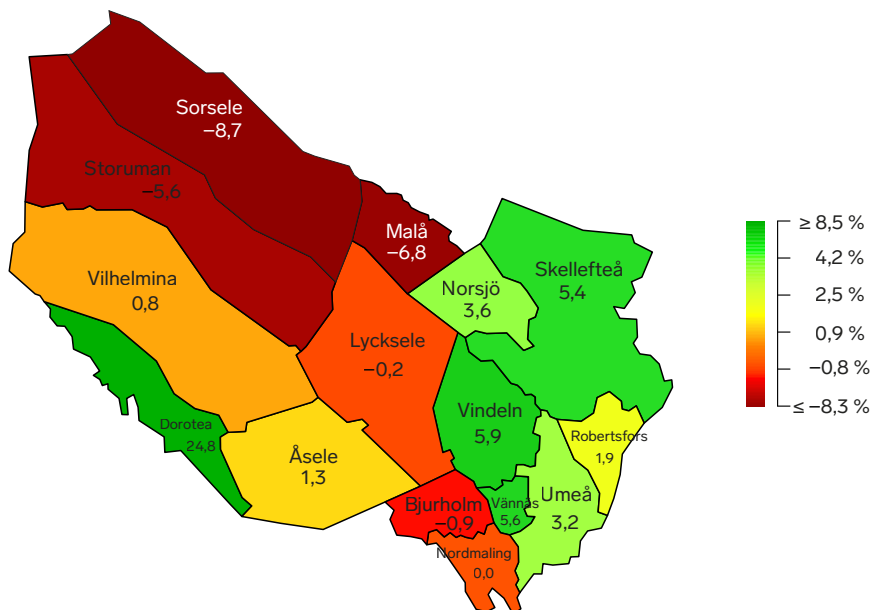 Sorsele
−8,7
Storuman
−5,6
Malå
−6,8
Vilhelmina
0,8
Norsjö
3,6
Skellefteå
5,4
Lycksele
−0,2
Dorotea
24,8
Åsele
1,3
Vindeln
5,9
Robertsfors
1,9
Bjurholm
−0,9
Vännäs
5,6
Umeå
3,2
Nordmaling
0,0
≥ 8,5 %
4,2 %
2,5 %
0,9 %
−0,8 %
≤ −8,3 %